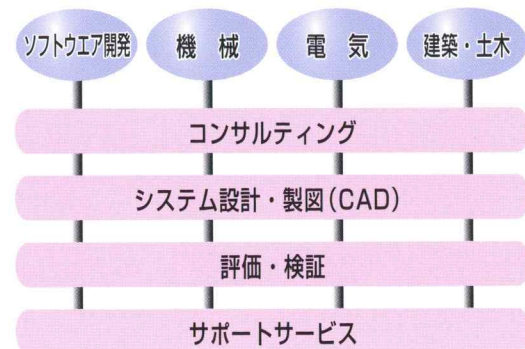 ソフトウエア開発
機　械
電　気
建築・土木
コンサルティング
システム設計・製図(CAD)
評価・検証
サポートサービス